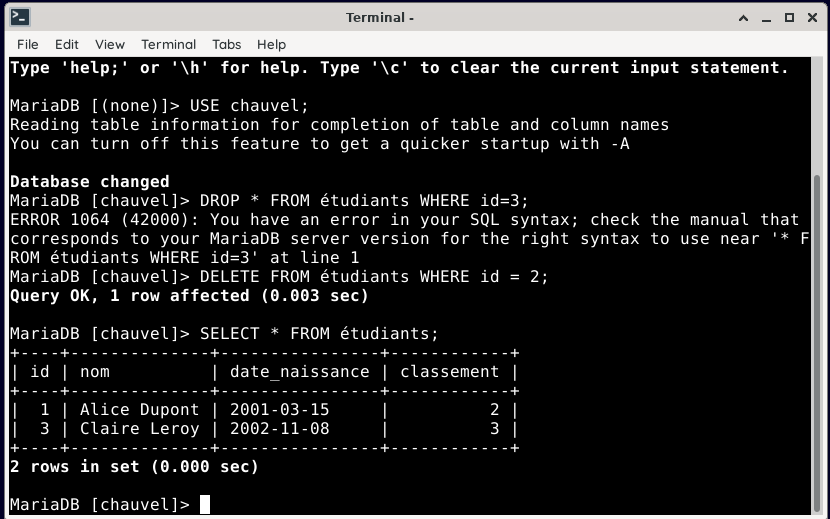 Terminal -
File Edit View Terminal Tabs Help
Type 'help;' or '\h' for help. Type '\c' to clear the current input statement.
MariaDB [(none)]> USE chauvel;
Reading table information for completion of table and column names
You can turn off this feature to get a quicker startup with -A
Database changed
MariaDB [chauvel]> DROP * FROM étudiants WHERE id=3;
ERROR 1064 (42000): You have an error in your SQL syntax; check the manual that
corresponds to your MariaDB server version for the right syntax to use near '* F
ROM étudiants WHERE id=3' at line 1
MariaDB [chauvel]> DELETE FROM étudiants WHERE id = 2;
Query OK, 1 row affected (0.003 sec)
MariaDB [chauvel]> SELECT * FROM étudiants;
+----+--------------+----------------+------------+
| id | nom          | date_naissance | classement |
+----+--------------+----------------+------------+
|  1 | Alice Dupont | 2001-03-15     |          2 |
|  3 | Claire Leroy | 2002-11-08     |          3 |
+----+--------------+----------------+------------+
2 rows in set (0.000 sec)
MariaDB [chauvel]>